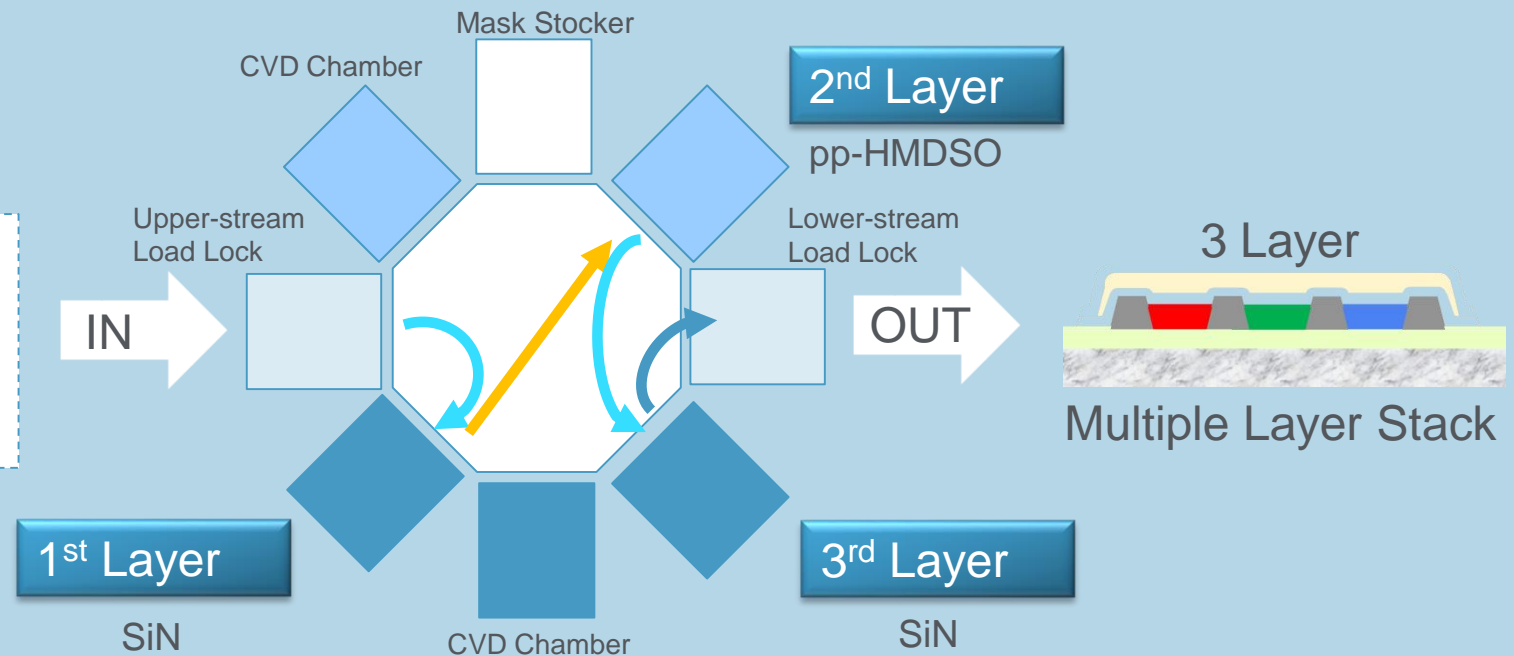 Mask Stocker
CVD Chamber
2nd Layer
pp-HMDSO
Upper-stream
Load Lock
Lower-stream
Load Lock
3 Layer
IN
OUT
Multiple Layer Stack
1st Layer
3rd Layer
SiN
CVD Chamber
SiN